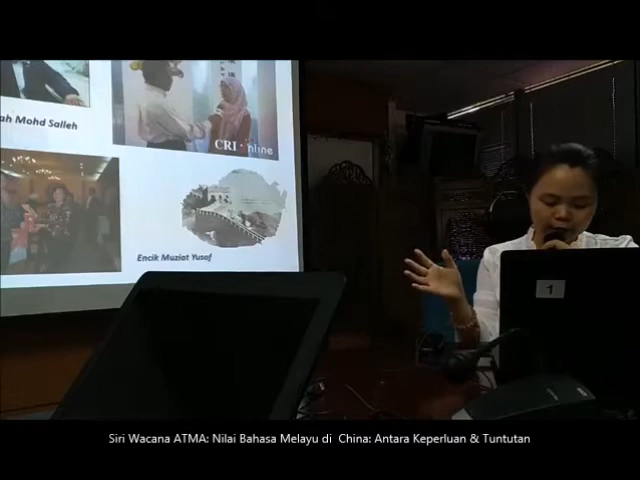 ah Mohd Salleh
CRI Online
Encik Muziat Yusof
1
Siri Wacana ATMA: Nilai Bahasa Melayu di China: Antara Keperluan & Tuntutan